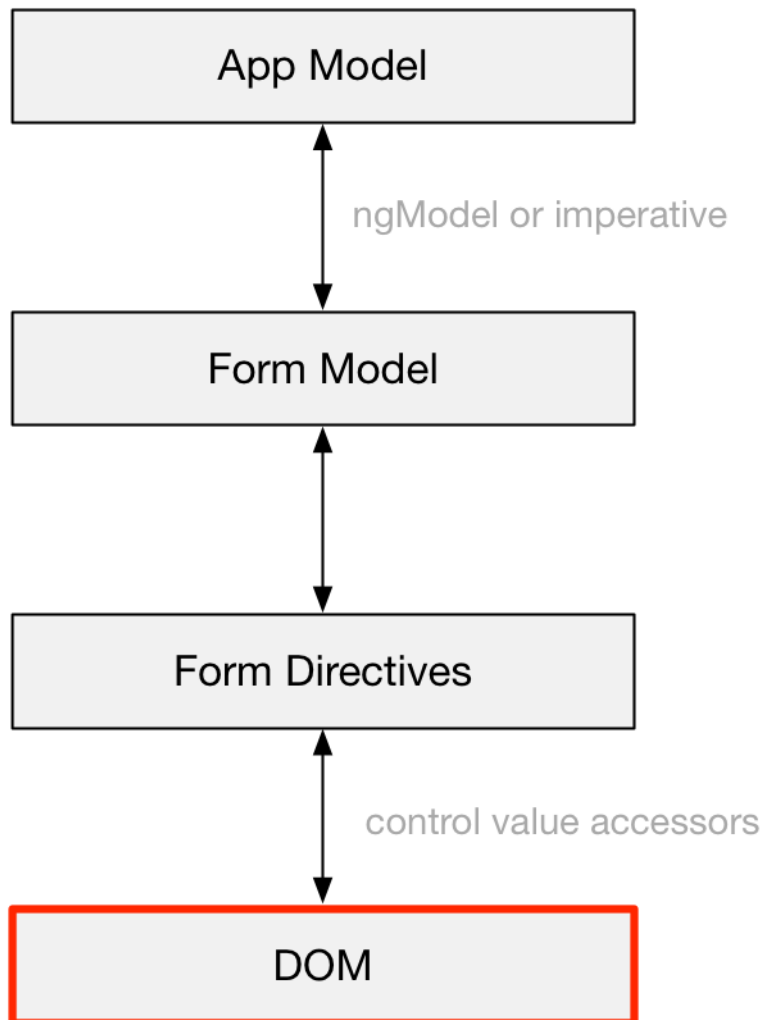 App Model
ngModel or imperative
Form Model
Form Directives
control value accessors
DOM